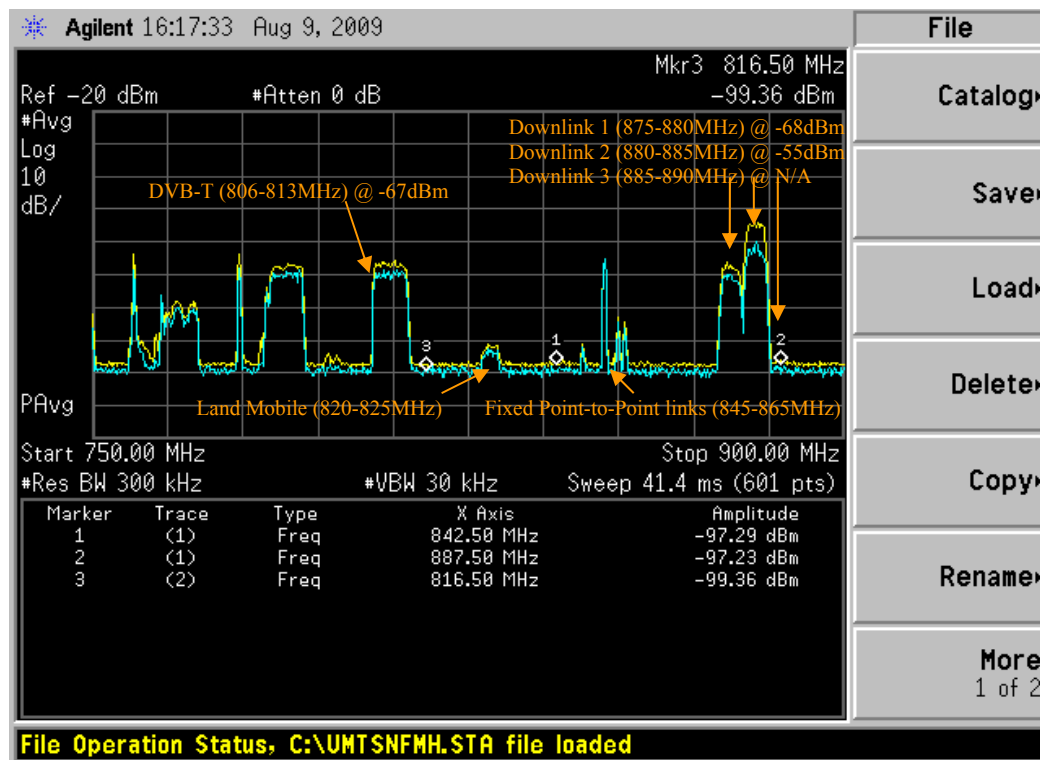 Agilent 16:17:33 Aug 9, 2009
File
Mkr3 816.50 MHz
Ref -20 dBm #Atten 0 dB -99.36 dBm
#Avg
Log
10
dB/
Downlink 1 (875-880MHz) @ -68dBm
Downlink 2 (880-885MHz) @ -55dBm
Downlink 3 (885-890MHz) @ N/A
DVB-T (806-813MHz) @ -67dBm
3
1
2
PAvg
Land Mobile (820-825MHz)
Fixed Point-to-Point links (845-865MHz)
Start 750.00 MHz Stop 900.00 MHz
#Res BW 300 kHz #VBW 30 kHz Sweep 41.4 ms (601 pts)
Marker Trace Type X Axis Amplitude
1 (1) Freq 842.50 MHz -97.29 dBm
2 (1) Freq 887.50 MHz -97.23 dBm
3 (2) Freq 816.50 MHz -99.36 dBm
Catalog
Save
Load
Delete
Copy
Rename
More
1 of 2
File Operation Status, C:\UMTSNFMH.STA file loaded